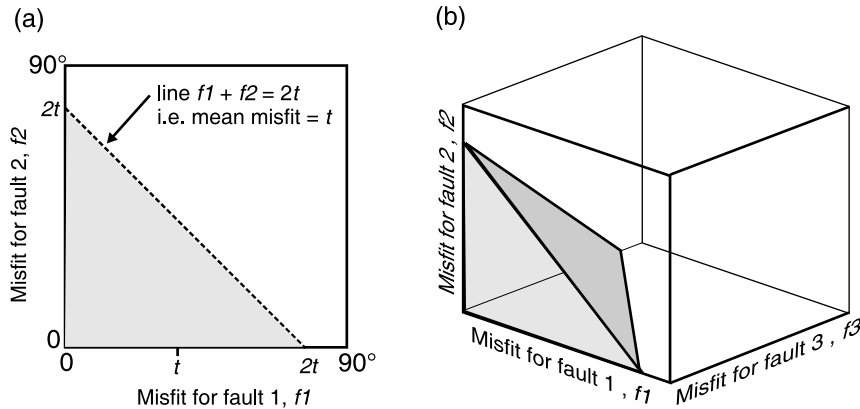 (a)
90°
2t
line f1 + f2 = 2t
i.e. mean misfit = t
Misfit for fault 2, f2
0
0
t
2t
90°
Misfit for fault 1, f1
(b)
Misfit for fault 2 , f2
Misfit for fault 1 , f1
Misfit for fault 3 , f3